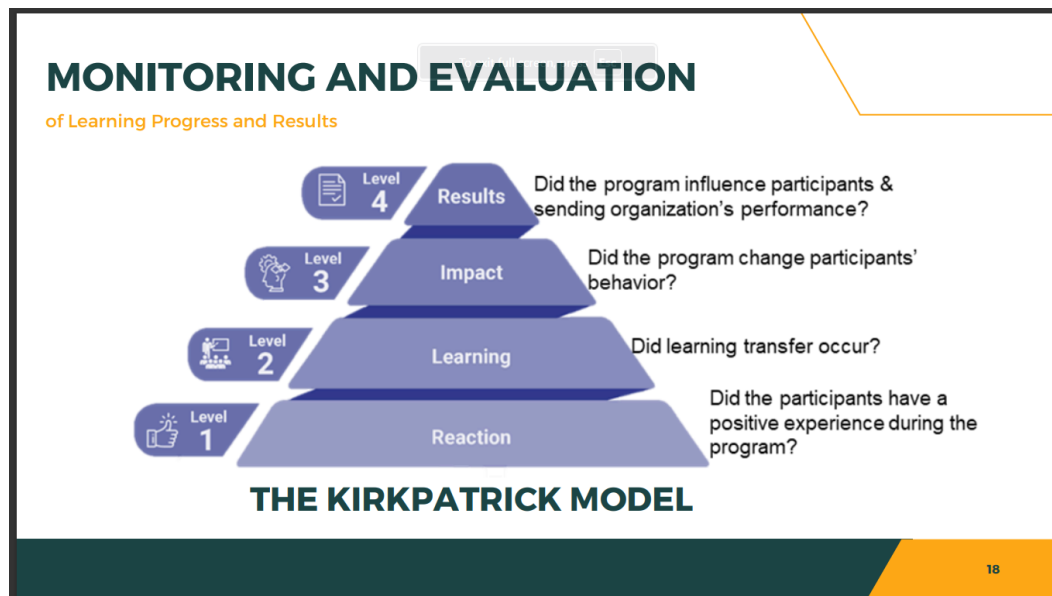 MONITORING AND EVALUATION
of Learning Progress and Results
Level
4
Results
Did the program influence participants &
sending organization's performance?
Level
3
Impact
Did the program change participants'
behavior?
Level
2
Learning
Did learning transfer occur?
Level
1
Reaction
Did the participants have a
positive experience during the
program?
THE KIRKPATRICK MODEL
18